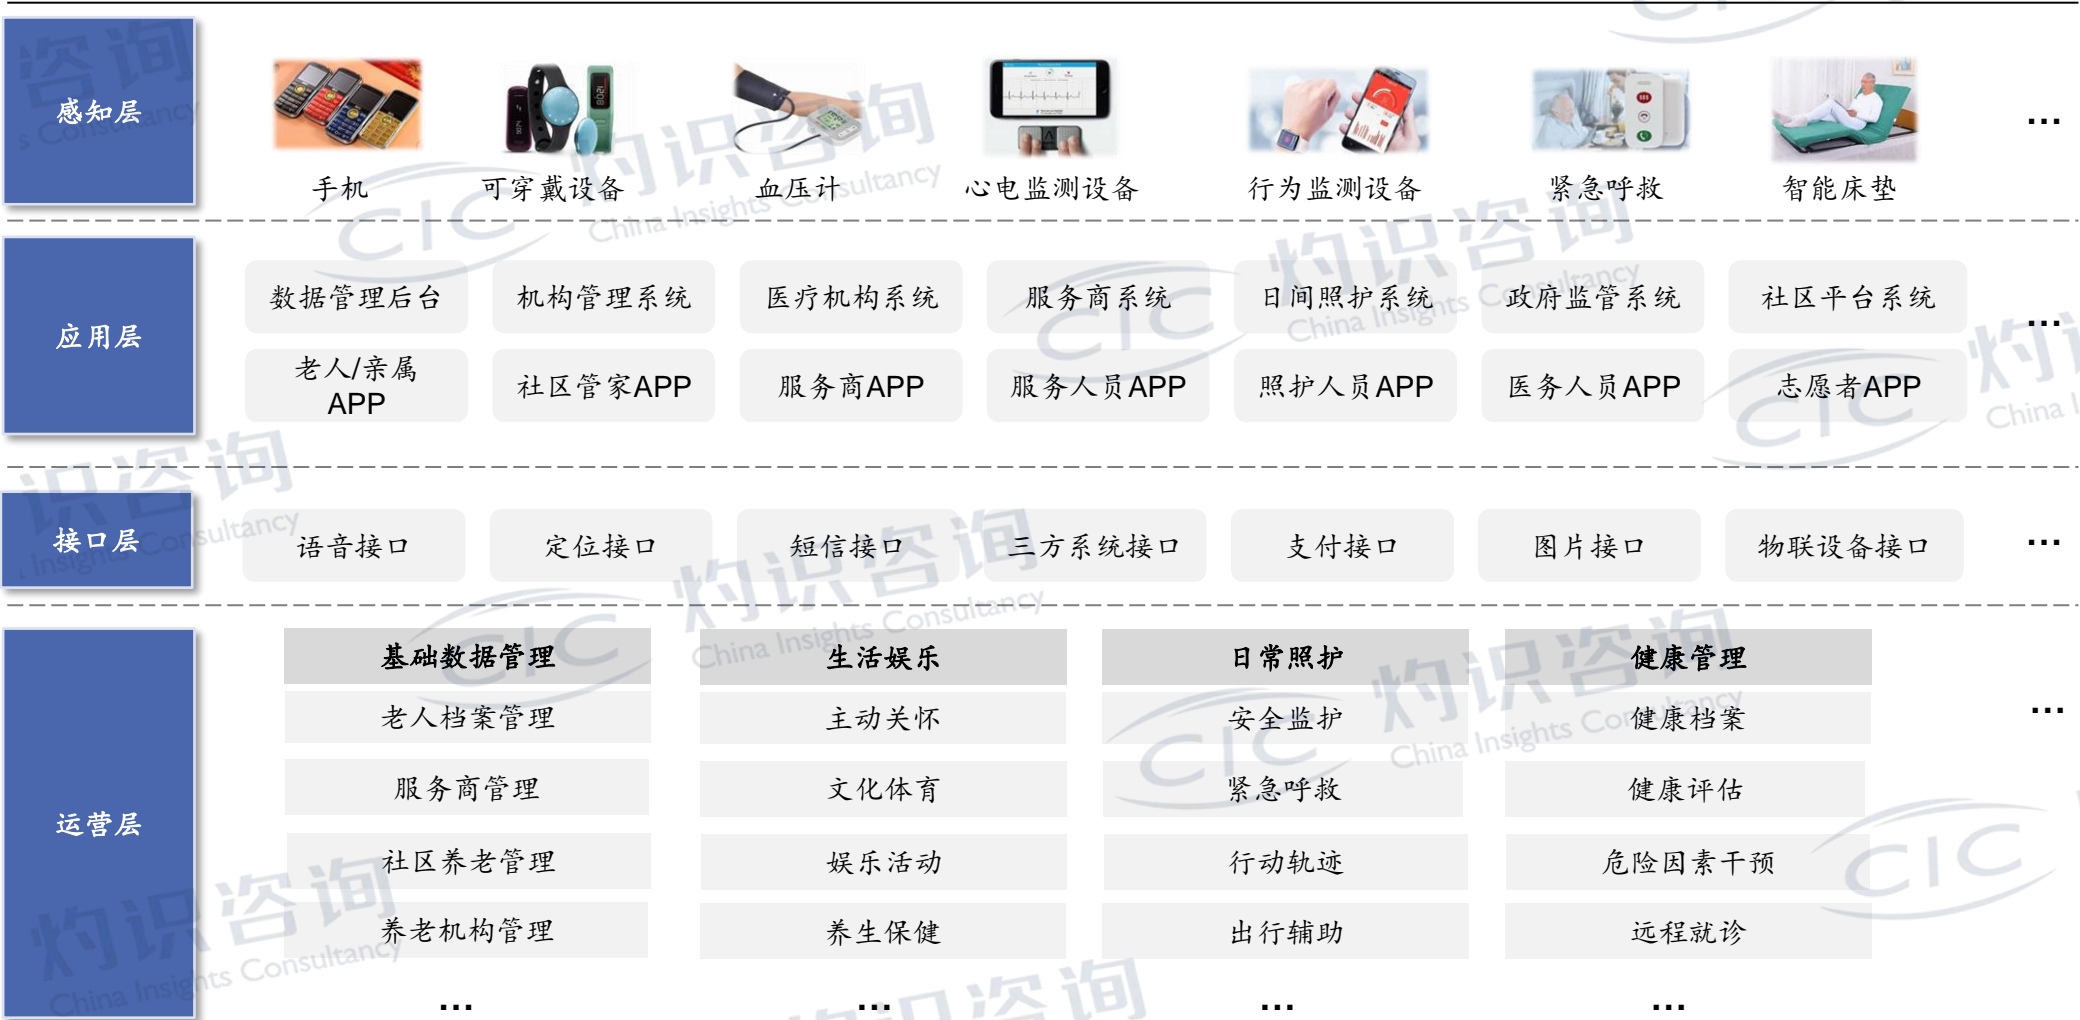 感知层
手机
可穿戴设备
血压计
心电监测设备
行为监测设备
紧急呼救
智能床垫
...
应用层
数据管理后台
机构管理系统
医疗机构系统
服务商系统
日间照护系统
政府监管系统
社区平台系统
...
老人/亲属
APP
社区管家APP
服务商APP
服务人员APP
照护人员APP
医务人员APP
志愿者APP
接口层
语音接口
定位接口
短信接口
三方系统接口
支付接口
图片接口
物联设备接口
...
运营层
基础数据管理
生活娱乐
日常照护
健康管理
老人档案管理
主动关怀
安全监护
健康档案
...
服务商管理
文化体育
紧急呼救
健康评估
社区养老管理
娱乐活动
行动轨迹
危险因素干预
养老机构管理
养生保健
出行辅助
远程就诊
...
...
...
...
CIC 灼识咨询
China Insights Consultancy